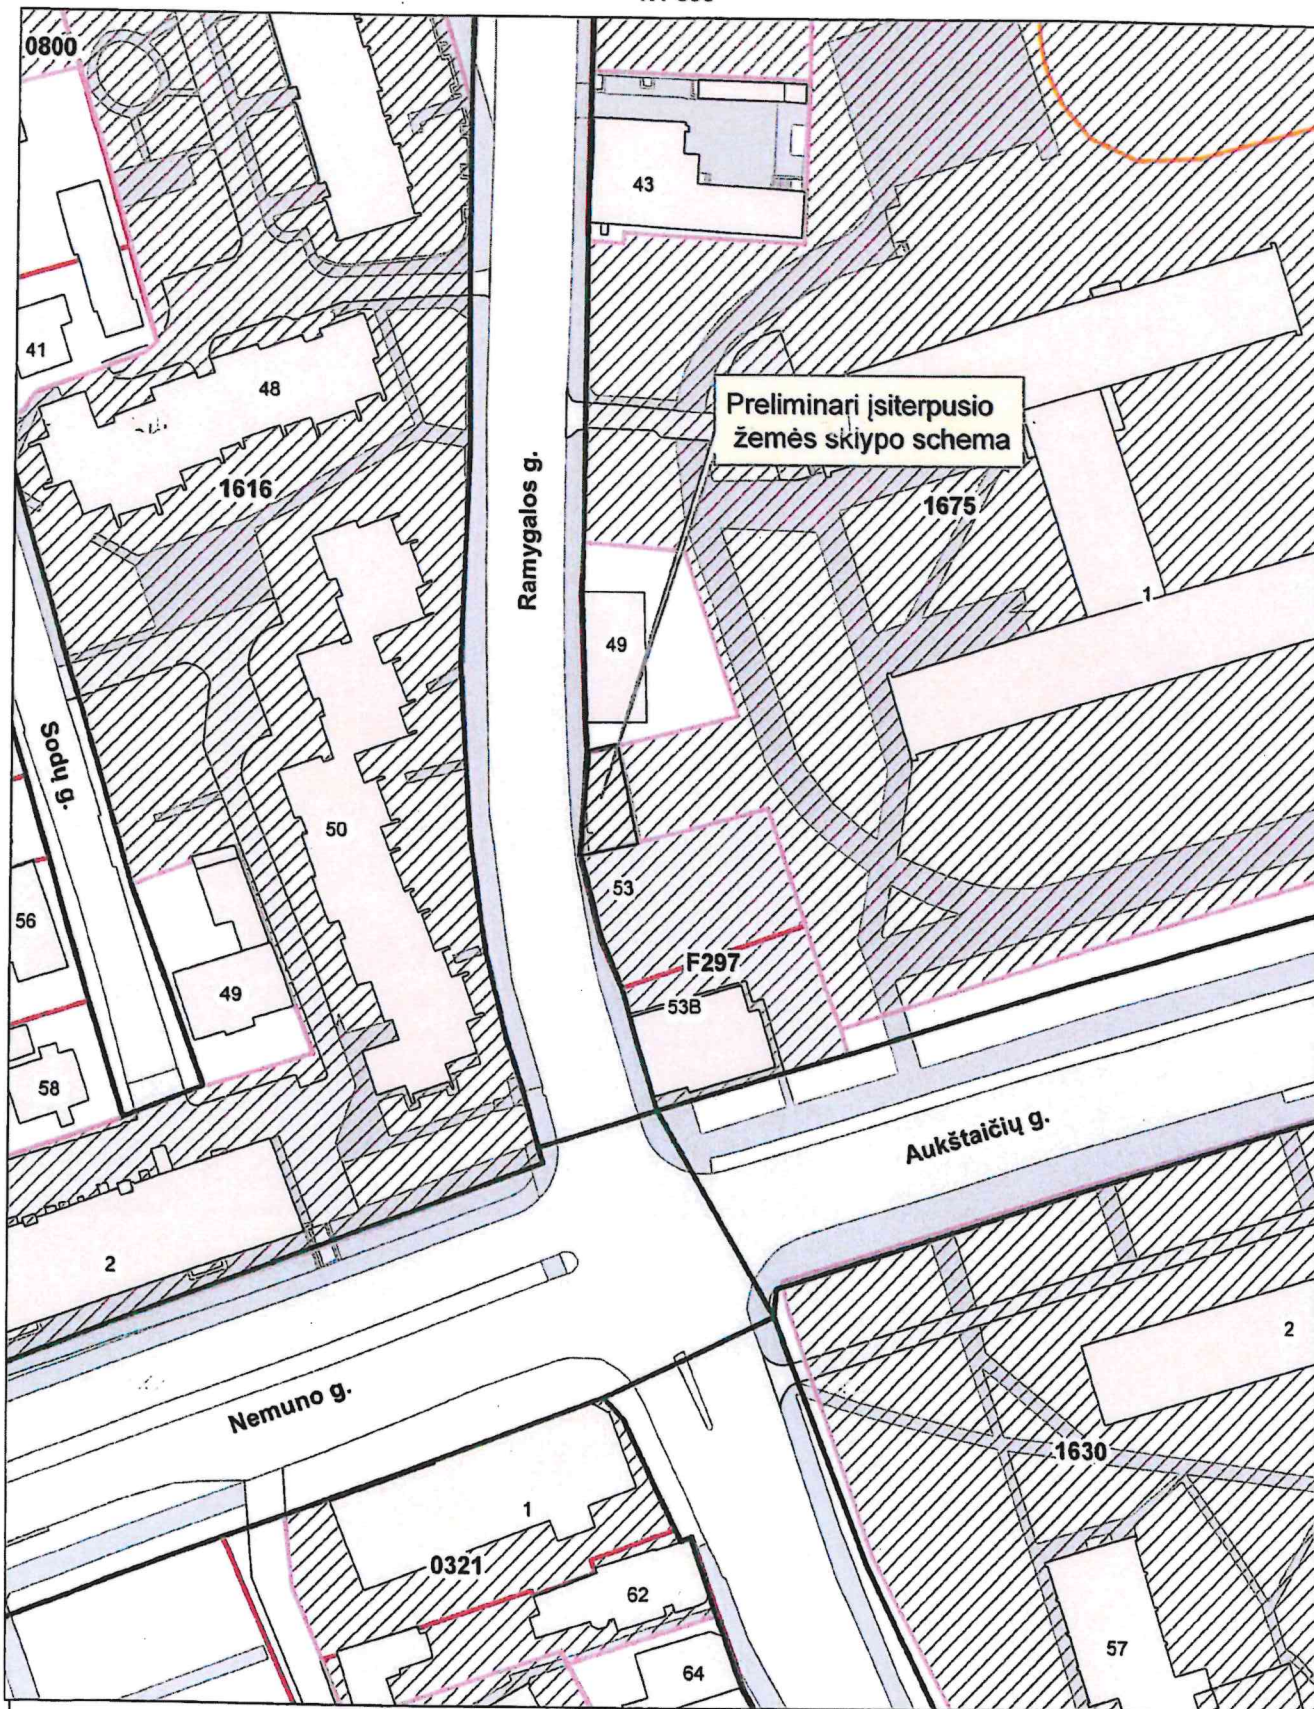 0800
43
41
48
Preliminari įsiterpusio
žemės sklypo schema
1616
1675
Ramygalos g.
1
49
Sodų g.
50
53
56
F297
49
53B
58
Aukštaičių g.
2
2
Nemuno g.
1630
1
0321
62
57
64